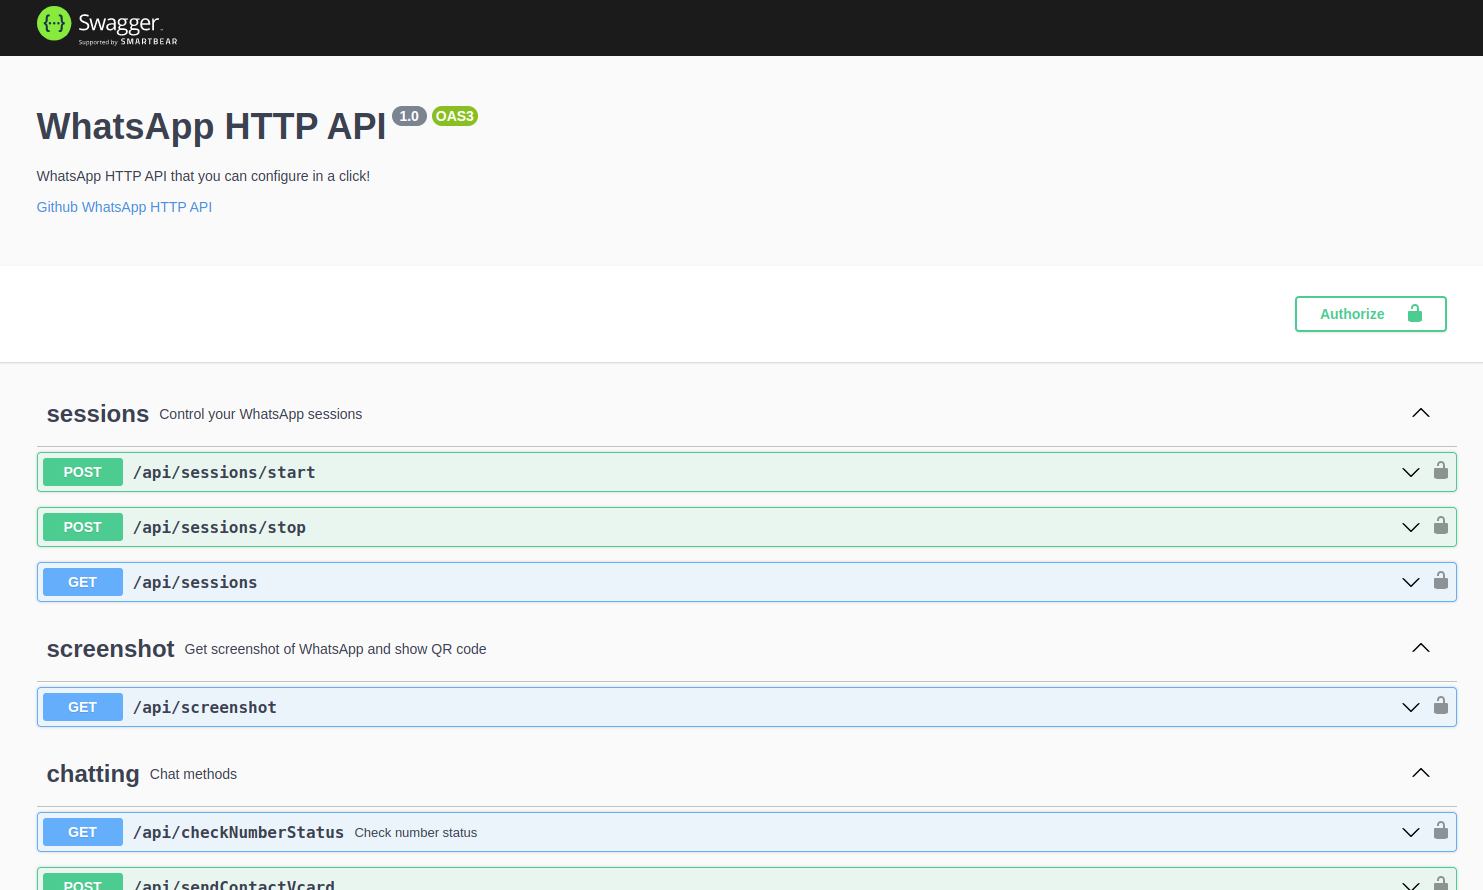 Swagger
Supported by SMARTBEAR
WhatsApp HTTP API 1.0 OAS3
WhatsApp HTTP API that you can configure in a click!
Github WhatsApp HTTP API
Authorize
sessions Control your WhatsApp sessions
POST /api/sessions/start
POST /api/sessions/stop
GET /api/sessions
screenshot Get screenshot of WhatsApp and show QR code
GET /api/screenshot
chatting Chat methods
GET /api/checkNumberStatus Check number status
POST /api/sendContactVcard